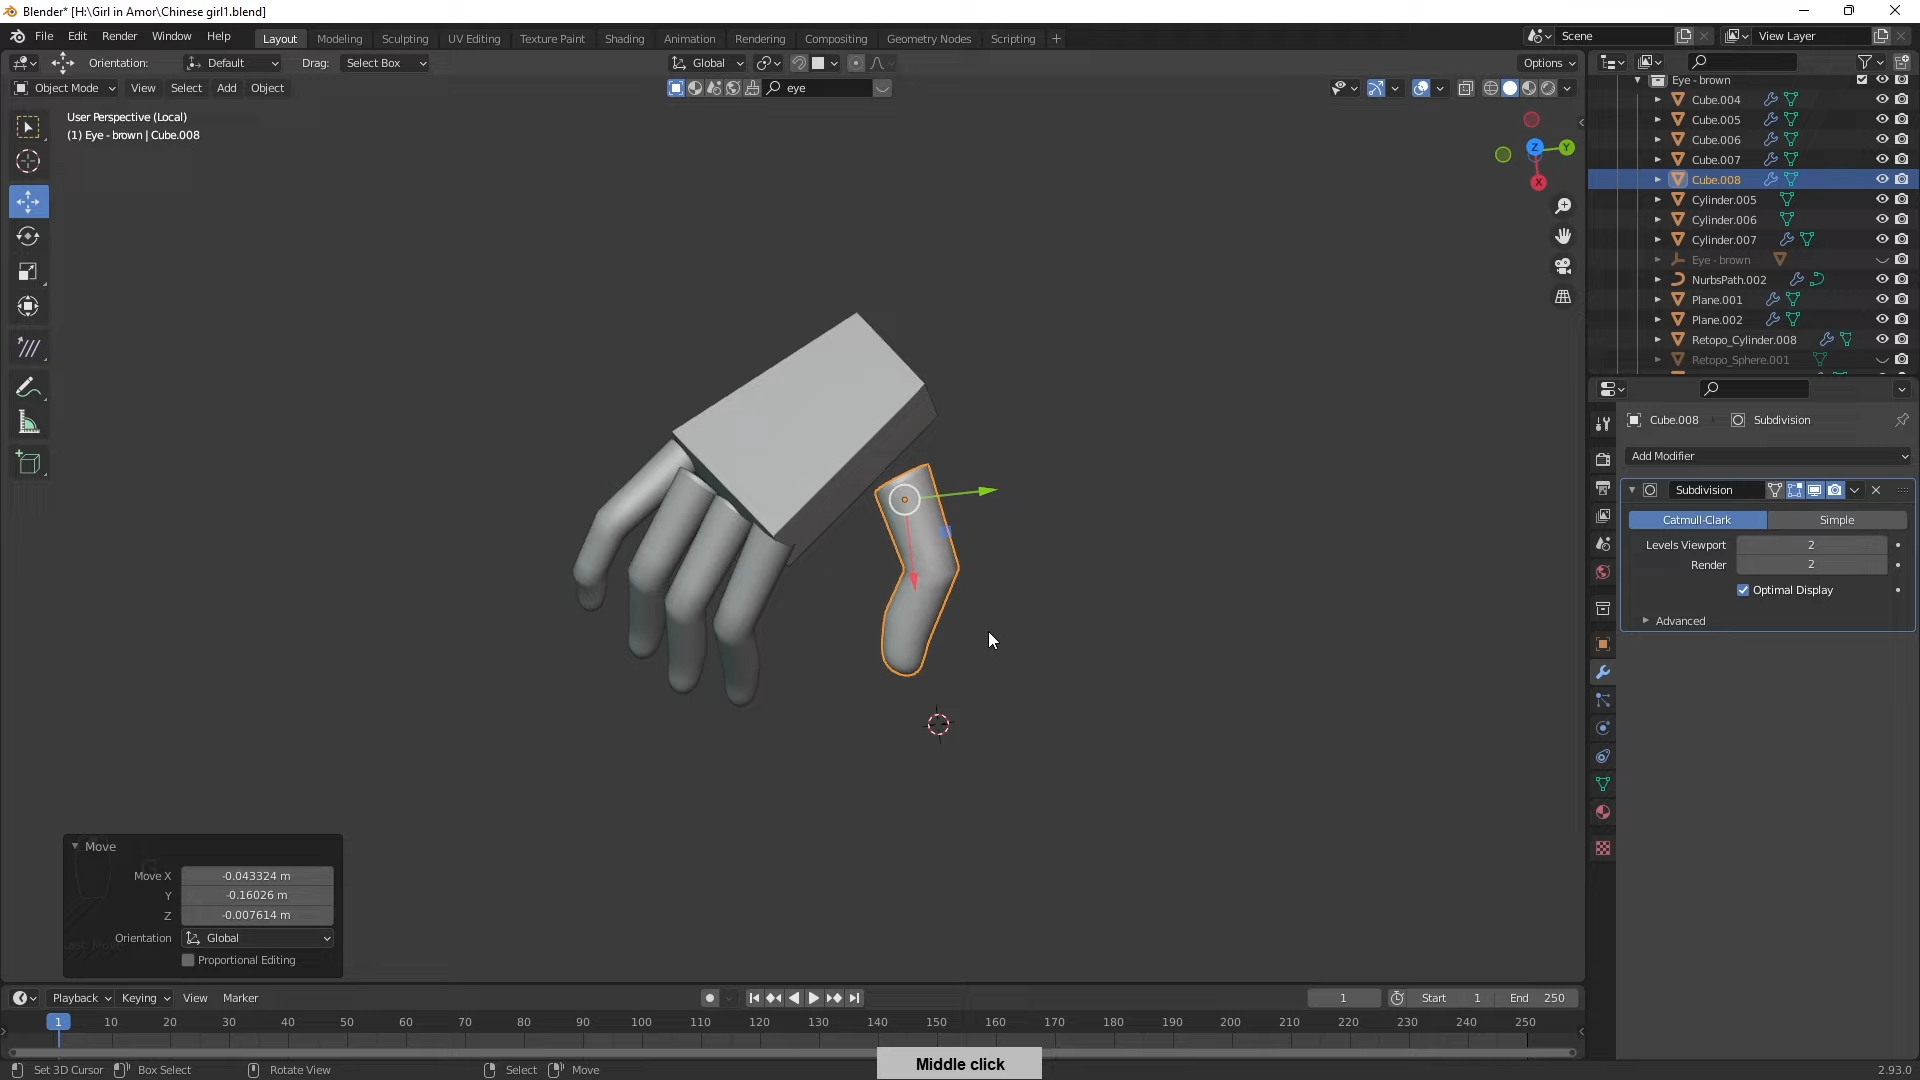 Blender* [H:\Girl in Amor\Chinese girl1.blend]
File Edit Render Window Help
Layout Modeling Sculpting UV Editing Texture Paint Shading Animation Rendering Compositing Geometry Nodes Scripting +
Scene
View Layer
Orientation: Default Drag: Select Box
Global
Options
Object Mode View Select Add Object
eye
User Perspective (Local)
(1) Eye - brown | Cube.008
Z
Y
X
Eye - brown
Cube.004
Cube.005
Cube.006
Cube.007
Cube.008
Cylinder.005
Cylinder.006
Cylinder.007
Eye - brown
NurbsPath.002
Plane.001
Plane.002
Retopo_Cylinder.008
Retopo_Sphere.001
Cube.008 Subdivision
Add Modifier
Subdivision
Catmull-Clark Simple
Levels Viewport 2
Render 2
Optimal Display
Advanced
Move
Move X -0.043324 m
Y -0.16026 m
Z -0.007614 m
Orientation Global
Proportional Editing
Playback Keying View Marker
1 Start 1 End 250
1 10 20 30 40 50 60 70 80 90 100 110 120 130 140 150 160 170 180 190 200 210 220 230 240 250
Middle click
Set 3D Cursor Box Select Rotate View Select Move
2.93.0